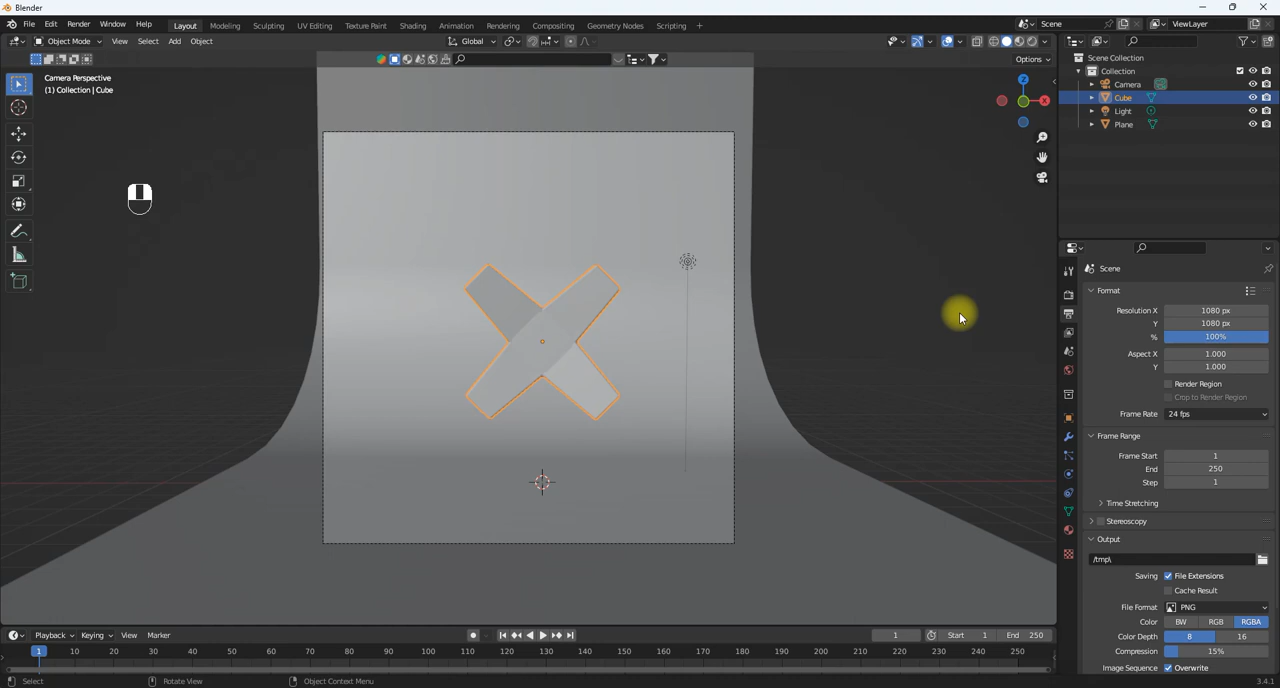 Blender
File Edit Render Window Help Layout Modeling Sculpting UV Editing Texture Paint Shading Animation Rendering Compositing Geometry Nodes Scripting + Scene ViewLayer
Object Mode View Select Add Object Global
Options
Camera Perspective
(1) Collection | Cube
X
Z
Scene Collection
Collection
Camera
Cube
Light
Plane
Scene
Format
Resolution X 1080 px
Y 1080 px
% 100%
Aspect X 1.000
Y 1.000
Render Region
Crop to Render Region
Frame Rate 24 fps
Frame Range
Frame Start 1
End 250
Step 1
Time Stretching
Stereoscopy
Output
/tmp\
Saving File Extensions
Cache Result
File Format PNG
Color BW RGB RGBA
Color Depth 8 16
Compression 15%
Image Sequence Overwrite
Playback Keying View Marker 1 Start 1 End 250
1 10 20 30 40 50 60 70 80 90 100 110 120 130 140 150 160 170 180 190 200 210 220 230 240 250
Select Rotate View Object Context Menu 3.4.1